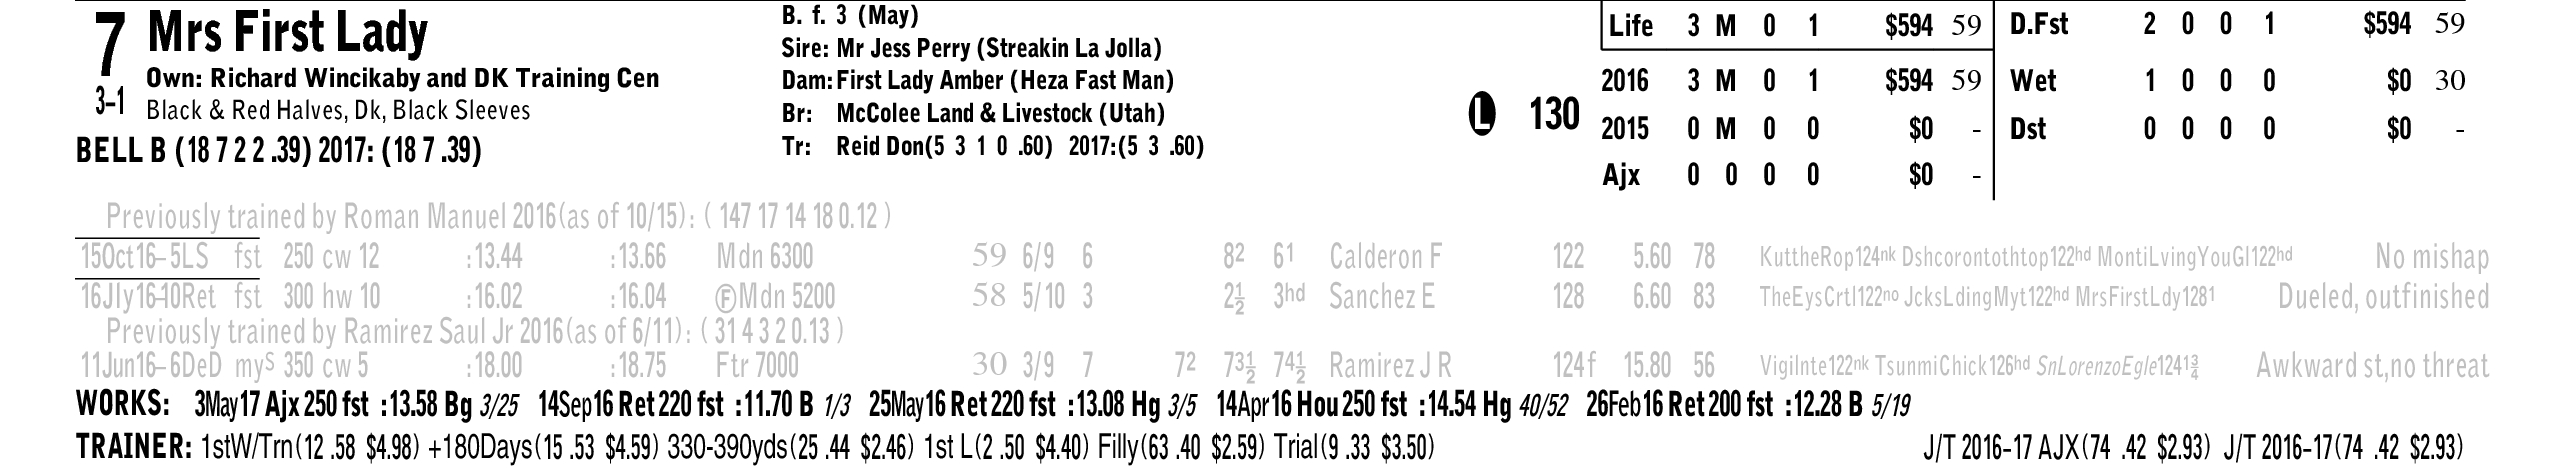 7 Mrs First Lady
3-1
Own: Richard Wincikaby and DK Training Cen
Black & Red Halves, Dk, Black Sleeves
BELL B (18 7 2 2 .39) 2017: (18 7 .39)
B. f. 3 (May)
Sire: Mr Jess Perry (Streakin La Jolla)
Dam: First Lady Amber (Heza Fast Man)
Br: McColee Land & Livestock (Utah)
Tr: Reid Don(5 3 1 0 .60) 2017:(5 3 .60)
L 130
Life 3 M 0 1 $594 59
2016 3 M 0 1 $594 59
2015 0 M 0 0 $0 -
Ajx 0 0 0 0 $0 -
D.Fst 2 0 0 1 $594 59
Wet 1 0 0 0 $0 30
Dst 0 0 0 0 $0 -
Previously trained by Roman Manuel 2016(as of 10/15): ( 147 17 14 18 0.12 )
15Oct16-5LS fst 250 cw 12 :13.44 :13.66 Mdn 6300 59 6/9 6 8² 6¹ Calderon F 122 5.60 78 KuttheRop124nk Dshcorontothtop122hd MontiLvingYouGl122hd No mishap
16Jly16-10Ret fst 300 hw 10 :16.02 :16.04 ⒻMdn 5200 58 5/10 3 2½ 3hd Sanchez E 128 6.60 83 TheEysCrtl122no JcksLdingMyt122hd MrsFirstLdy128¹ Dueled, outfinished
Previously trained by Ramirez Saul Jr 2016(as of 6/11): ( 31 4 3 2 0.13 )
11Jun16-6DeD myS 350 cw 5 :18.00 :18.75 Ftr 7000 30 3/9 7 7² 7³½ 7⁴½ Ramirez J R 124f 15.80 56 VigiInte122nk TsunmiChick126hd SnLorenzoEgle124¹¾ Awkward st,no threat
WORKS: 3May17 Ajx 250 fst :13.58 Bg 3/25 14Sep16 Ret 220 fst :11.70 B 1/3 25May16 Ret 220 fst :13.08 Hg 3/5 14Apr16 Hou 250 fst :14.54 Hg 40/52 26Feb16 Ret 200 fst :12.28 B 5/19
TRAINER: 1stW/Trn(12 .58 $4.98) +180Days(15 .53 $4.59) 330-390yds(25 .44 $2.46) 1st L(2 .50 $4.40) Filly(63 .40 $2.59) Trial(9 .33 $3.50) J/T 2016-17 AJX(74 .42 $2.93) J/T 2016-17(74 .42 $2.93)